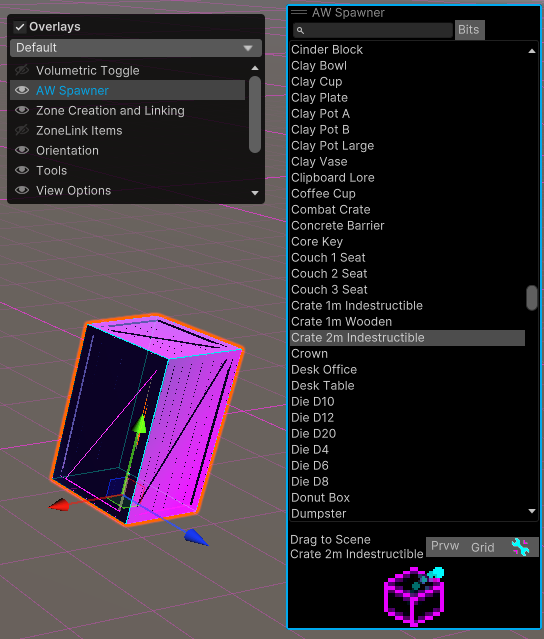 Overlays
Default
Volumetric Toggle
AW Spawner
Zone Creation and Linking
ZoneLink Items
Orientation
Tools
View Options
AW Spawner
Bits
Cinder Block
Clay Bowl
Clay Cup
Clay Plate
Clay Pot A
Clay Pot B
Clay Pot Large
Clay Vase
Clipboard Lore
Coffee Cup
Combat Crate
Concrete Barrier
Core Key
Couch 1 Seat
Couch 2 Seat
Couch 3 Seat
Crate 1m Indestructible
Crate 1m Wooden
Crate 2m Indestructible
Crown
Desk Office
Desk Table
Die D10
Die D12
Die D20
Die D4
Die D6
Die D8
Donut Box
Dumpster
Drag to Scene
Crate 2m Indestructible
Prvw Grid